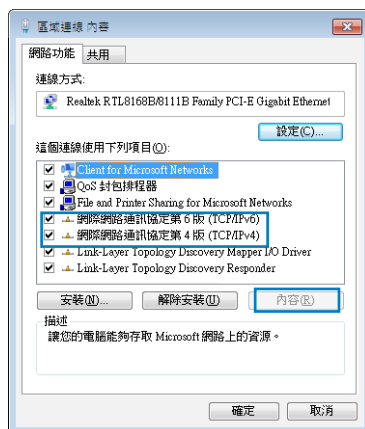 區域連線 內容
網路功能 共用
連線方式:
Realtek RTL8168B/8111B Family PCI-E Gigabit Ethernet
設定(C)...
這個連線使用下列項目(O):
Client for Microsoft Networks
QoS 封包排程器
File and Printer Sharing for Microsoft Networks
網際網路通訊協定第 6 版 (TCP/IPv6)
網際網路通訊協定第 4 版 (TCP/IPv4)
Link-Layer Topology Discovery Mapper I/O Driver
Link-Layer Topology Discovery Responder
安裝(N)... 解除安裝(U) 內容(R)
描述
讓您的電腦能夠存取 Microsoft 網路上的資源。
確定 取消